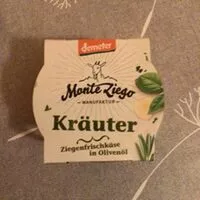 demeter
Monte Ziego
MANUFAKTUR
Kräuter
Ziegenfrischkäse
in Olivenöl